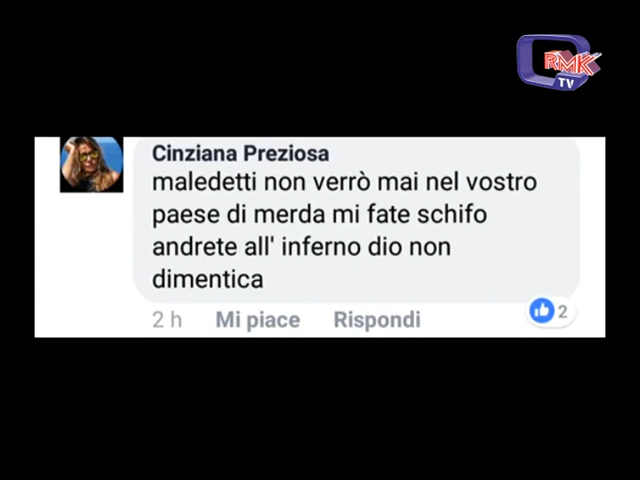 RMK
TV
Cinziana Preziosa
maledetti non verrò mai nel vostro
paese di merda mi fate schifo
andrete all' inferno dio non
dimentica
2 h Mi piace Rispondi 2